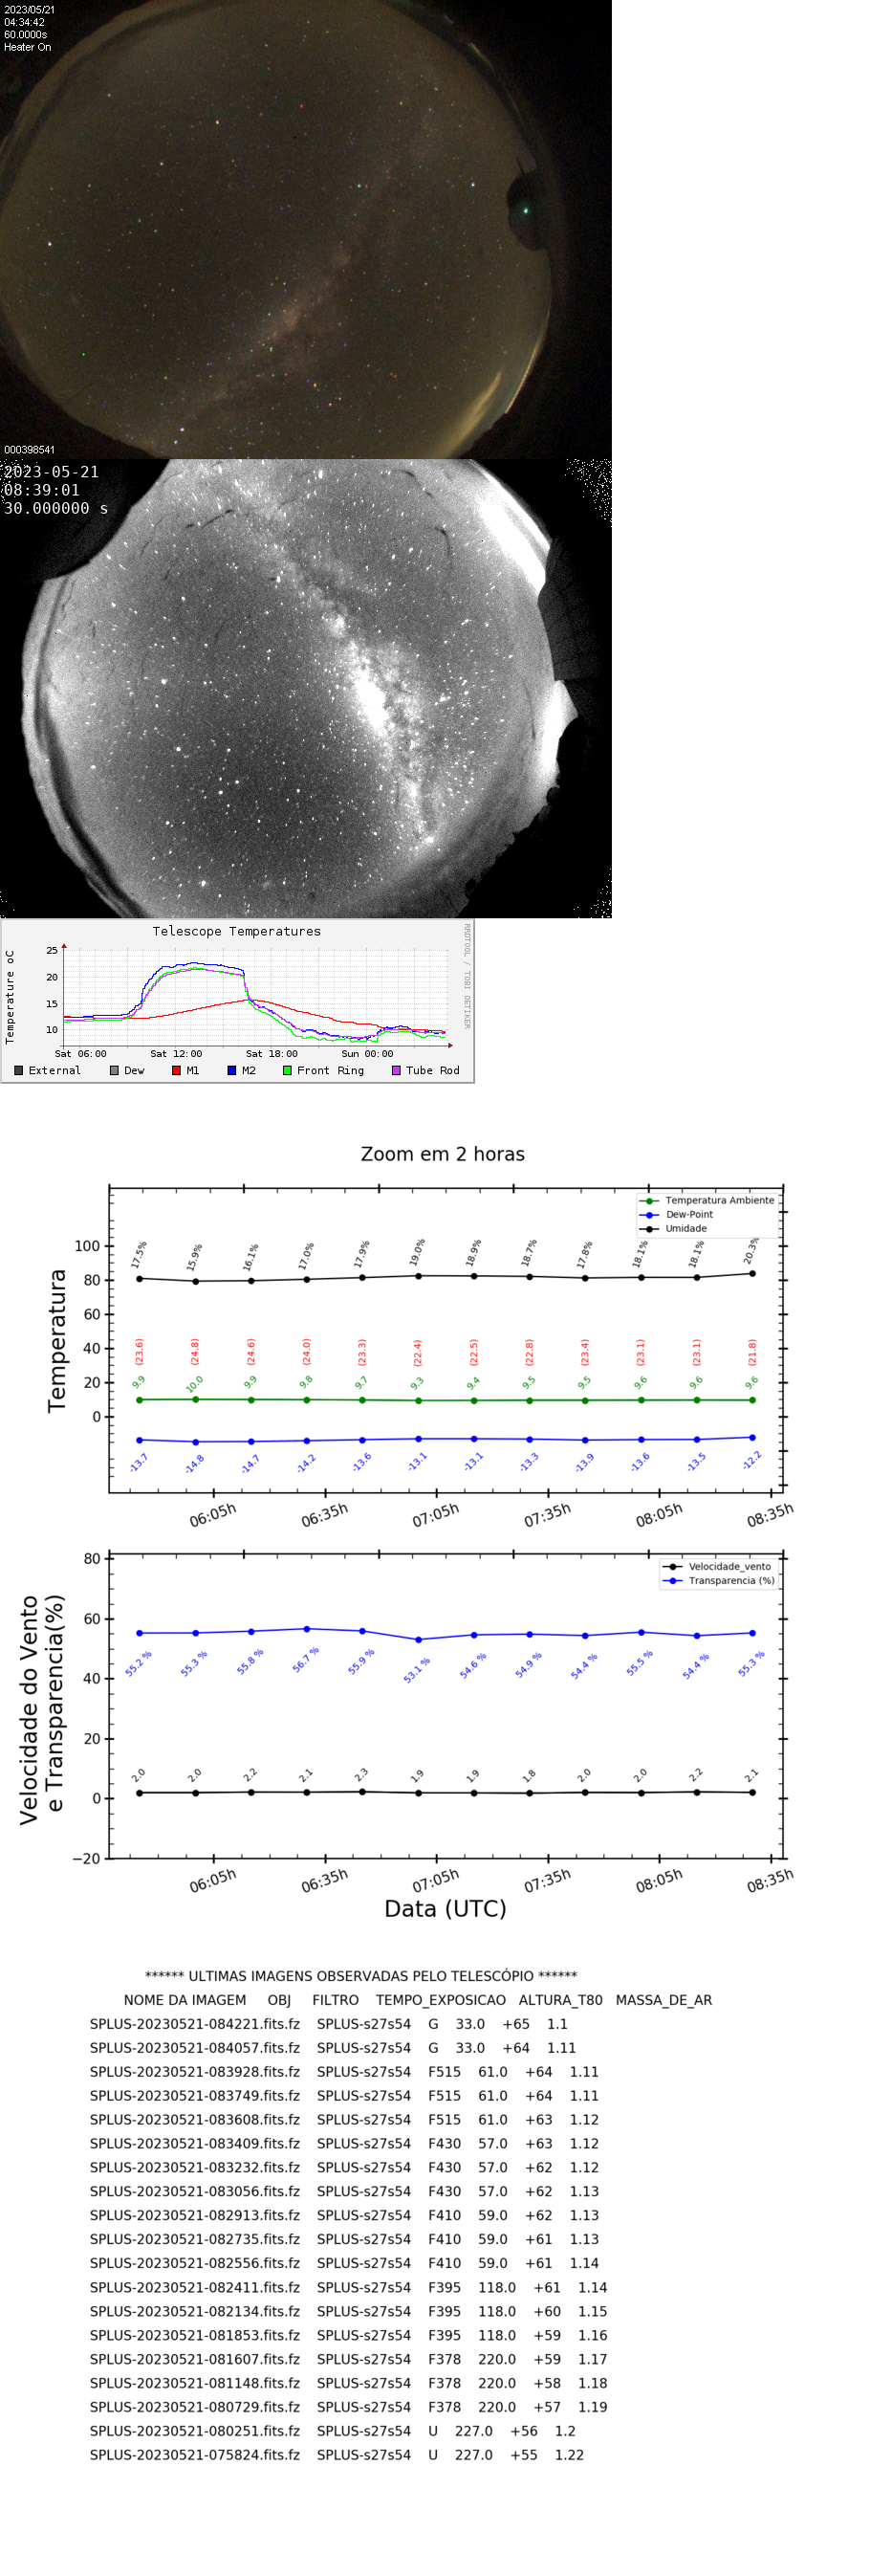 2023/05/21
04:34:42
60.0000s
Heater On
000398541
2023-05-21
08:39:01
30.000000 s
Telescope Temperatures
RRDTOOL / TOBI OETIKER
Temperature oC
25
20
15
10
Sat 06:00 Sat 12:00 Sat 18:00 Sun 00:00
External Dew M1 M2 Front Ring Tube Rod
Zoom em 2 horas
Temperatura Ambiente
Dew-Point
Umidade
Temperatura
100
80
60
40
20
0
17.5% 15.9% 16.1% 17.0% 17.9% 19.0% 18.9% 18.7% 17.8% 18.1% 18.1% 20.3%
(23.6) (24.8) (24.6) (24.0) (23.3) (22.4) (22.5) (22.8) (23.4) (23.1) (23.1) (21.8)
9.9 10.0 9.9 9.8 9.7 9.3 9.4 9.5 9.5 9.6 9.6 9.6
-13.7 -14.8 -14.7 -14.2 -13.6 -13.1 -13.1 -13.3 -13.9 -13.6 -13.5 -12.2
06:05h 06:35h 07:05h 07:35h 08:05h 08:35h
Velocidade_vento
Transparencia (%)
Velocidade do Vento
e Transparencia(%)
80
60
40
20
0
−20
55.2 % 55.3 % 55.8 % 56.7 % 55.9 % 53.1 % 54.6 % 54.9 % 54.4 % 55.5 % 54.4 % 55.3 %
2.0 2.0 2.2 2.1 2.3 1.9 1.9 1.8 2.0 2.0 2.2 2.1
06:05h 06:35h 07:05h 07:35h 08:05h 08:35h
Data (UTC)
****** ULTIMAS IMAGENS OBSERVADAS PELO TELESCÓPIO ******
NOME DA IMAGEM OBJ FILTRO TEMPO_EXPOSICAO ALTURA_T80 MASSA_DE_AR
SPLUS-20230521-084221.fits.fz SPLUS-s27s54 G 33.0 +65 1.1
SPLUS-20230521-084057.fits.fz SPLUS-s27s54 G 33.0 +64 1.11
SPLUS-20230521-083928.fits.fz SPLUS-s27s54 F515 61.0 +64 1.11
SPLUS-20230521-083749.fits.fz SPLUS-s27s54 F515 61.0 +64 1.11
SPLUS-20230521-083608.fits.fz SPLUS-s27s54 F515 61.0 +63 1.12
SPLUS-20230521-083409.fits.fz SPLUS-s27s54 F430 57.0 +63 1.12
SPLUS-20230521-083232.fits.fz SPLUS-s27s54 F430 57.0 +62 1.12
SPLUS-20230521-083056.fits.fz SPLUS-s27s54 F430 57.0 +62 1.13
SPLUS-20230521-082913.fits.fz SPLUS-s27s54 F410 59.0 +62 1.13
SPLUS-20230521-082735.fits.fz SPLUS-s27s54 F410 59.0 +61 1.13
SPLUS-20230521-082556.fits.fz SPLUS-s27s54 F410 59.0 +61 1.14
SPLUS-20230521-082411.fits.fz SPLUS-s27s54 F395 118.0 +61 1.14
SPLUS-20230521-082134.fits.fz SPLUS-s27s54 F395 118.0 +60 1.15
SPLUS-20230521-081853.fits.fz SPLUS-s27s54 F395 118.0 +59 1.16
SPLUS-20230521-081607.fits.fz SPLUS-s27s54 F378 220.0 +59 1.17
SPLUS-20230521-081148.fits.fz SPLUS-s27s54 F378 220.0 +58 1.18
SPLUS-20230521-080729.fits.fz SPLUS-s27s54 F378 220.0 +57 1.19
SPLUS-20230521-080251.fits.fz SPLUS-s27s54 U 227.0 +56 1.2
SPLUS-20230521-075824.fits.fz SPLUS-s27s54 U 227.0 +55 1.22